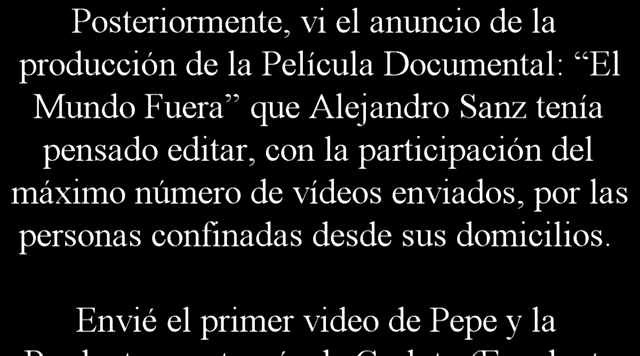 Posteriormente, vi el anuncio de la
producción de la Película Documental: “El
Mundo Fuera” que Alejandro Sanz tenía
pensado editar, con la participación del
máximo número de vídeos enviados, por las
personas confinadas desde sus domicilios.
Envié el primer video de Pepe y la